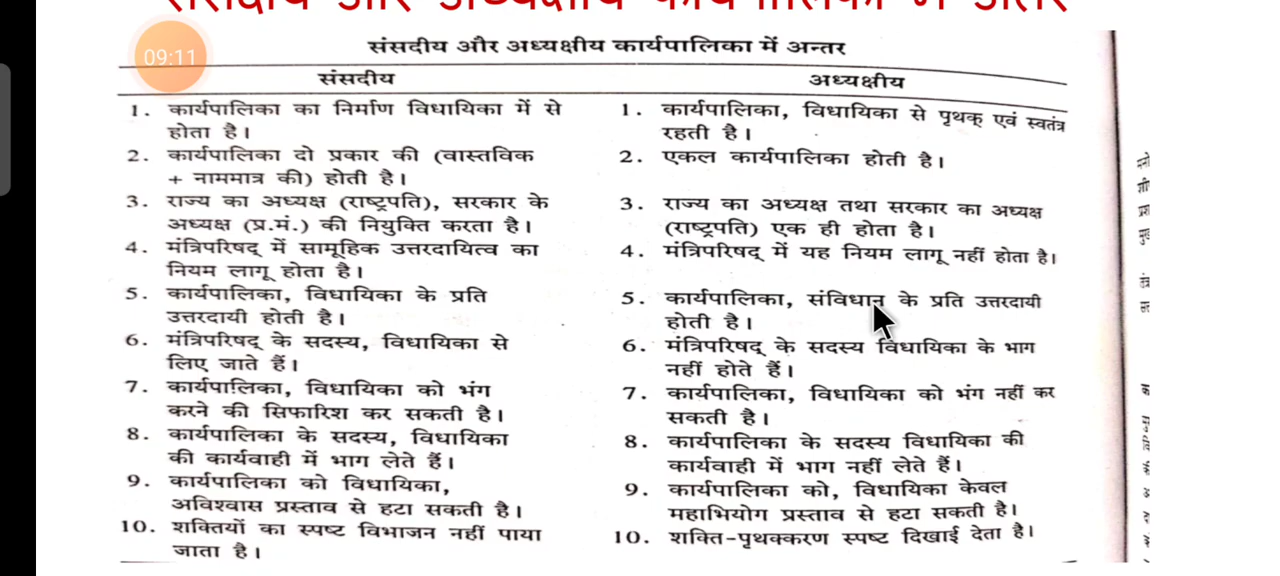 संसदीय और अध्यक्षीय कार्यपालिका में अंतर
09:11
संसदीय और अध्यक्षीय कार्यपालिका में अन्तर
संसदीय
1. कार्यपालिका का निर्माण विधायिका में से
होता है।
2. कार्यपालिका दो प्रकार की (वास्तविक
+ नाममात्र की) होती है।
3. राज्य का अध्यक्ष (राष्ट्रपति), सरकार के
अध्यक्ष (प्र.मं.) की नियुक्ति करता है।
4. मंत्रिपरिषद् में सामूहिक उत्तरदायित्व का
नियम लागू होता है।
5. कार्यपालिका, विधायिका के प्रति
उत्तरदायी होती है।
6. मंत्रिपरिषद् के सदस्य, विधायिका से
लिए जाते हैं।
7. कार्यपालिका, विधायिका को भंग
करने की सिफारिश कर सकती है।
8. कार्यपालिका के सदस्य, विधायिका
की कार्यवाही में भाग लेते हैं।
9. कार्यपालिका को विधायिका,
अविश्वास प्रस्ताव से हटा सकती है।
10. शक्तियों का स्पष्ट विभाजन नहीं पाया
जाता है।
अध्यक्षीय
1. कार्यपालिका, विधायिका से पृथक् एवं स्वतंत्र
रहती है।
2. एकल कार्यपालिका होती है।
3. राज्य का अध्यक्ष तथा सरकार का अध्यक्ष
(राष्ट्रपति) एक ही होता है।
4. मंत्रिपरिषद् में यह नियम लागू नहीं होता है।
5. कार्यपालिका, संविधान के प्रति उत्तरदायी
होती है।
6. मंत्रिपरिषद् के सदस्य विधायिका के भाग
नहीं होते हैं।
7. कार्यपालिका, विधायिका को भंग नहीं कर
सकती है।
8. कार्यपालिका के सदस्य विधायिका की
कार्यवाही में भाग नहीं लेते हैं।
9. कार्यपालिका को, विधायिका केवल
महाभियोग प्रस्ताव से हटा सकती है।
10. शक्ति-पृथक्करण स्पष्ट दिखाई देता है।